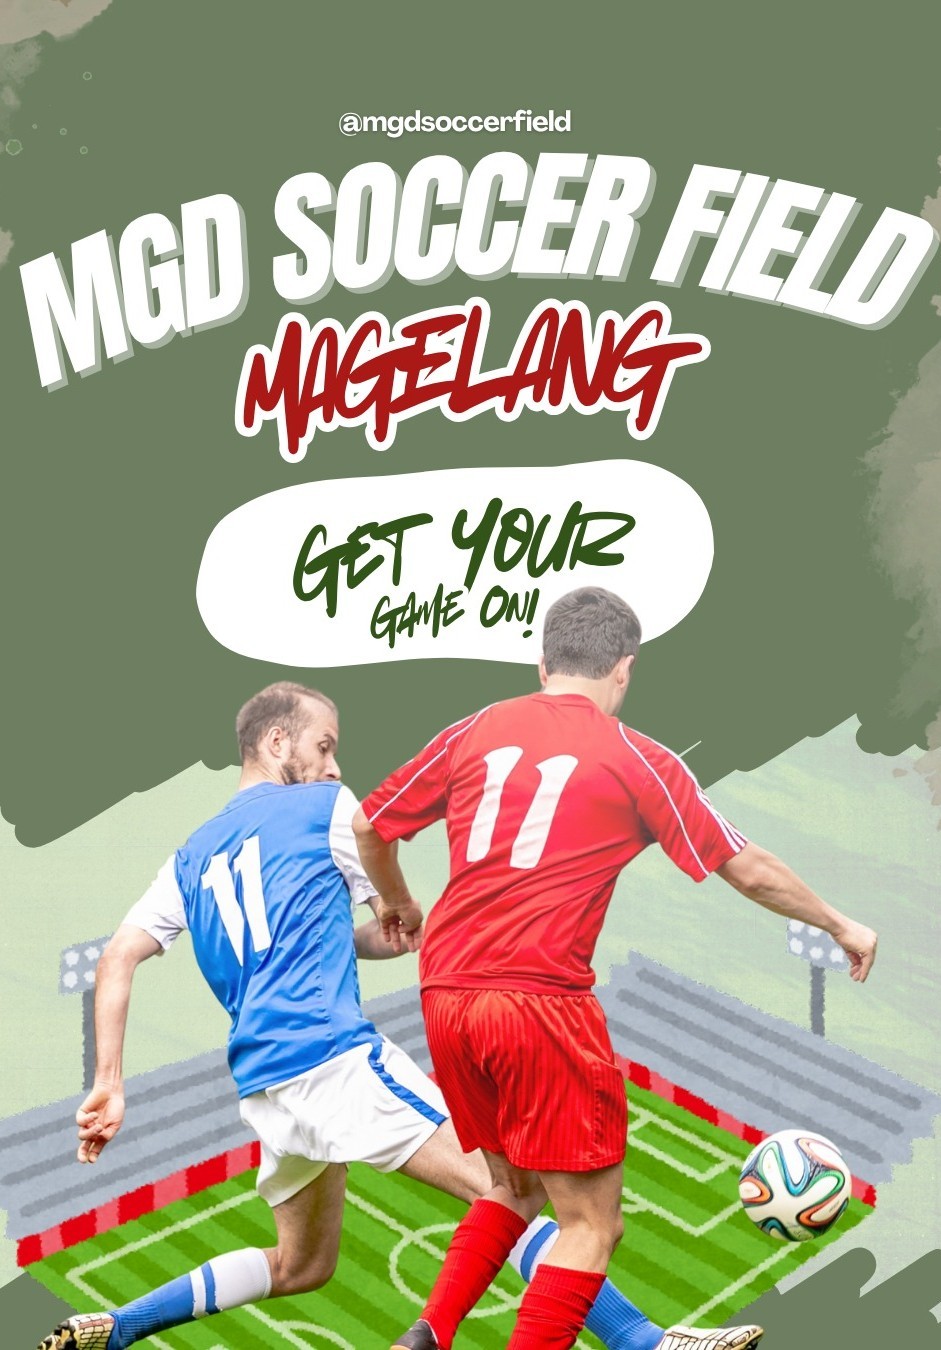 @mgdsoccerfield
MGD SOCCER FIELD
MAGELANG
GET YOUR
GAME ON!
11
11